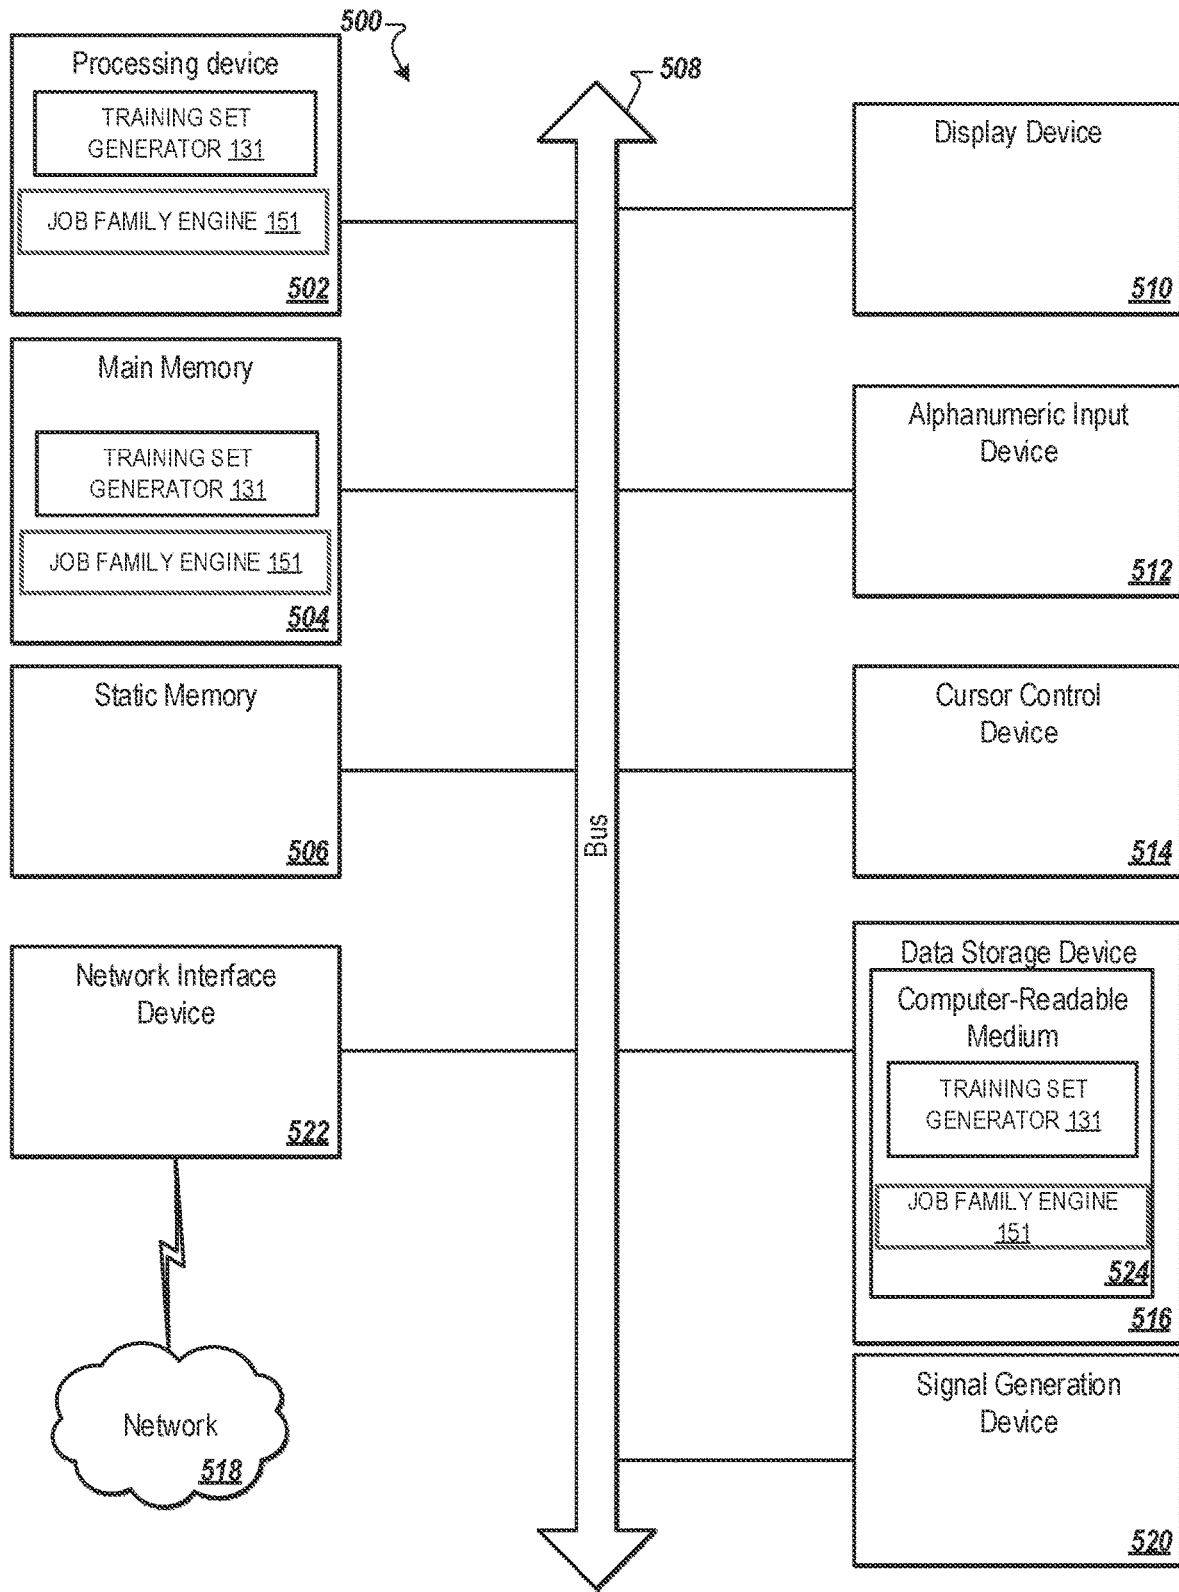 500
508
Processing device
TRAINING SET
GENERATOR 131
JOB FAMILY ENGINE 151
502
Main Memory
TRAINING SET
GENERATOR 131
JOB FAMILY ENGINE 151
504
Static Memory
506
Network Interface
Device
522
Network
518
Bus
Display Device
510
Alphanumeric Input
Device
512
Cursor Control
Device
514
Data Storage Device
Computer-Readable
Medium
TRAINING SET
GENERATOR 131
JOB FAMILY ENGINE
151
524
516
Signal Generation
Device
520